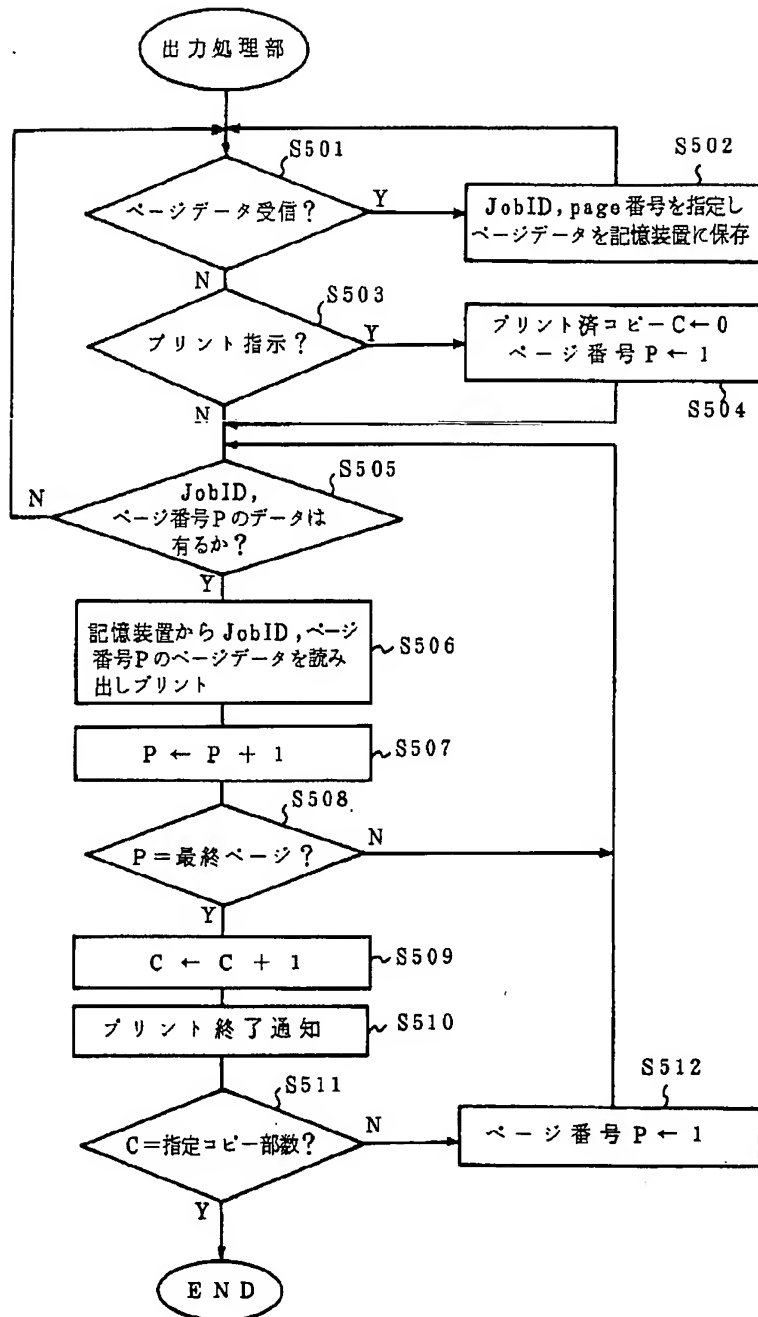 出力処理部
S501
ページデータ受信?
Y
N
S502
JobID, page番号を指定し
ページデータを記憶装置に保存
S503
プリント指示?
Y
N
プリント済コピーC←0
ページ番号P←1
S504
S505
JobID,
ページ番号Pのデータは
有るか?
N
Y
記憶装置からJobID,ページ
番号Pのページデータを読み
出しプリント
S506
P ← P + 1
S507
S508
P=最終ページ?
N
Y
C ← C + 1
S509
プリント終了通知
S510
S511
C=指定コピー部数?
N
Y
S512
ページ番号P←1
END